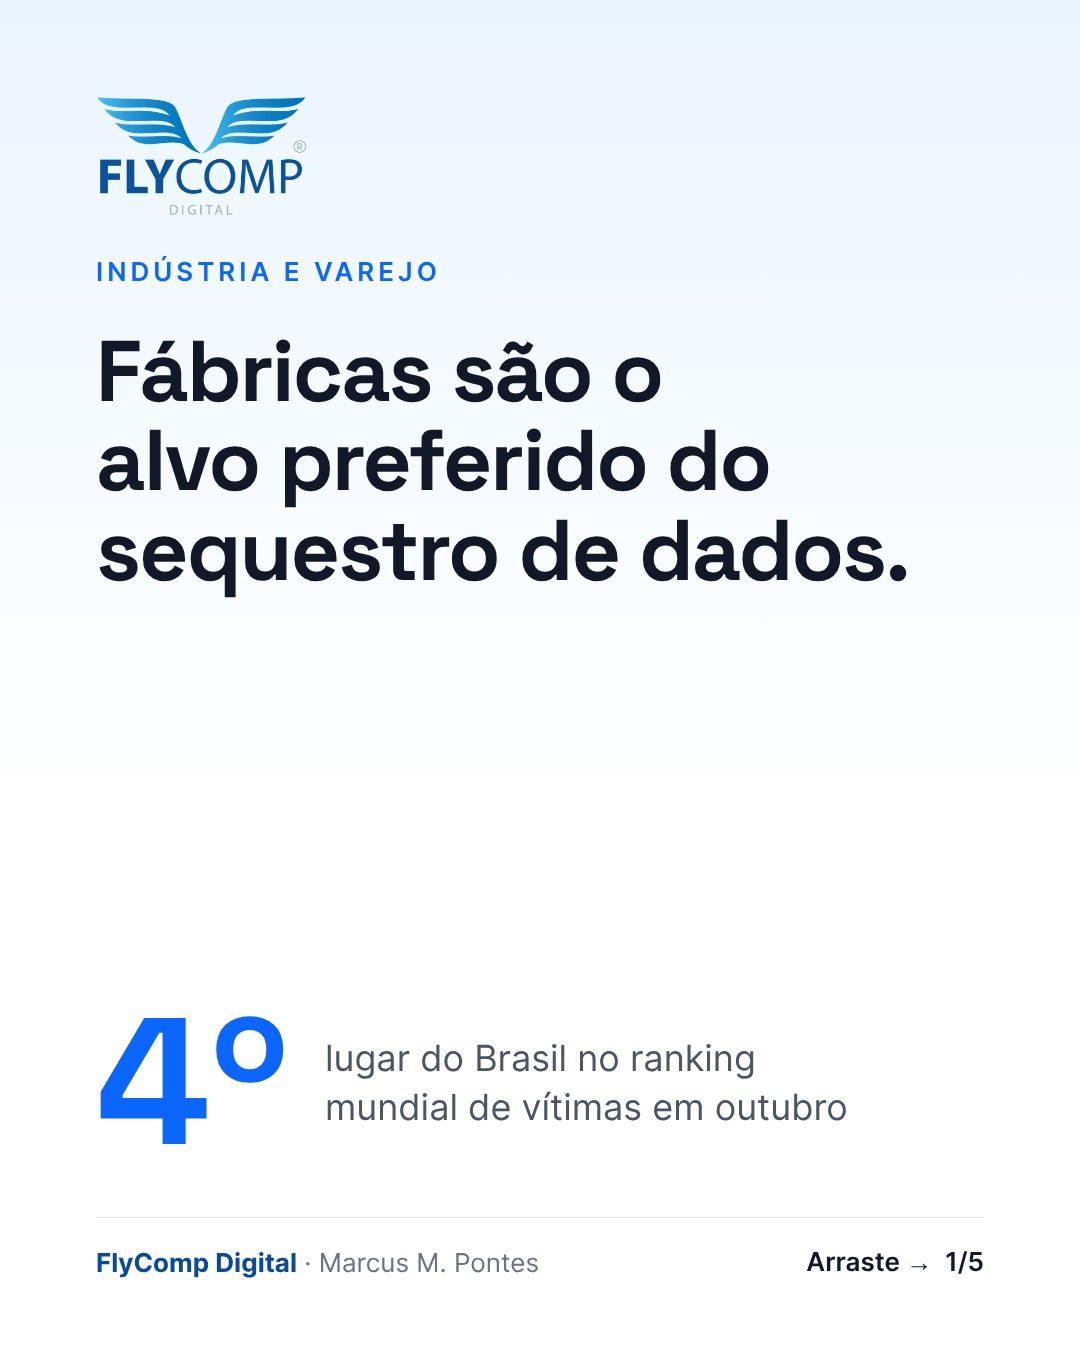 FLYCOMP ®
DIGITAL
INDÚSTRIA E VAREJO
Fábricas são o
alvo preferido do
sequestro de dados.
4º
lugar do Brasil no ranking
mundial de vítimas em outubro
FlyComp Digital · Marcus M. Pontes
Arraste → 1/5